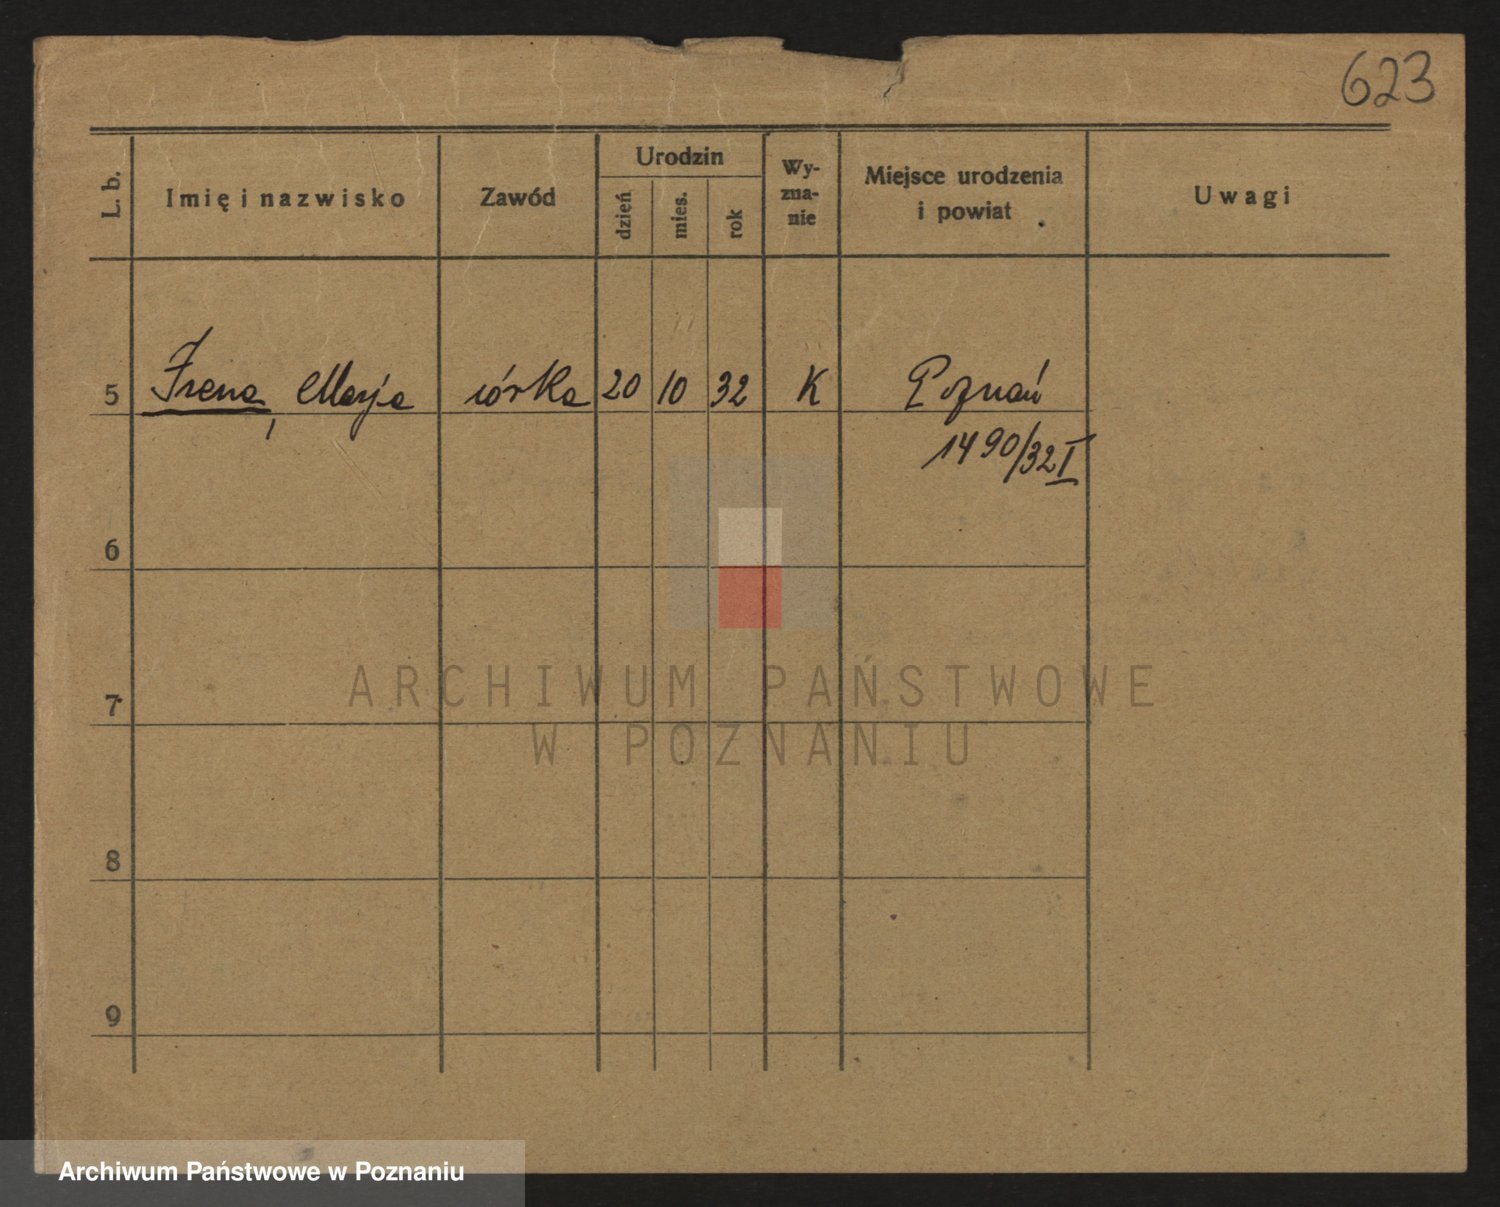 623
L. b.
Imię i nazwisko
Zawód
Urodzin
dzień
mies.
rok
Wy-
zna-
nie
Miejsce urodzenia
i powiat
Uwagi
5 Irena, Marja córka 20 10 32 K Poznań
1490/32 I
6
7
8
9
ARCHIWUM PAŃSTWOWE
W POZNANIU
Archiwum Państwowe w Poznaniu